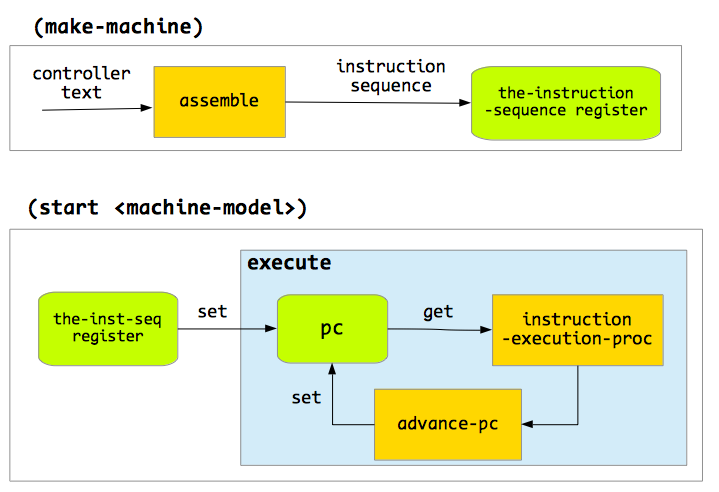 (make-machine)
controller
text
assemble
instruction
sequence
the-instruction
-sequence register
(start <machine-model>)
execute
the-inst-seq
register
set
pc
get
instruction
-execution-proc
set
advance-pc